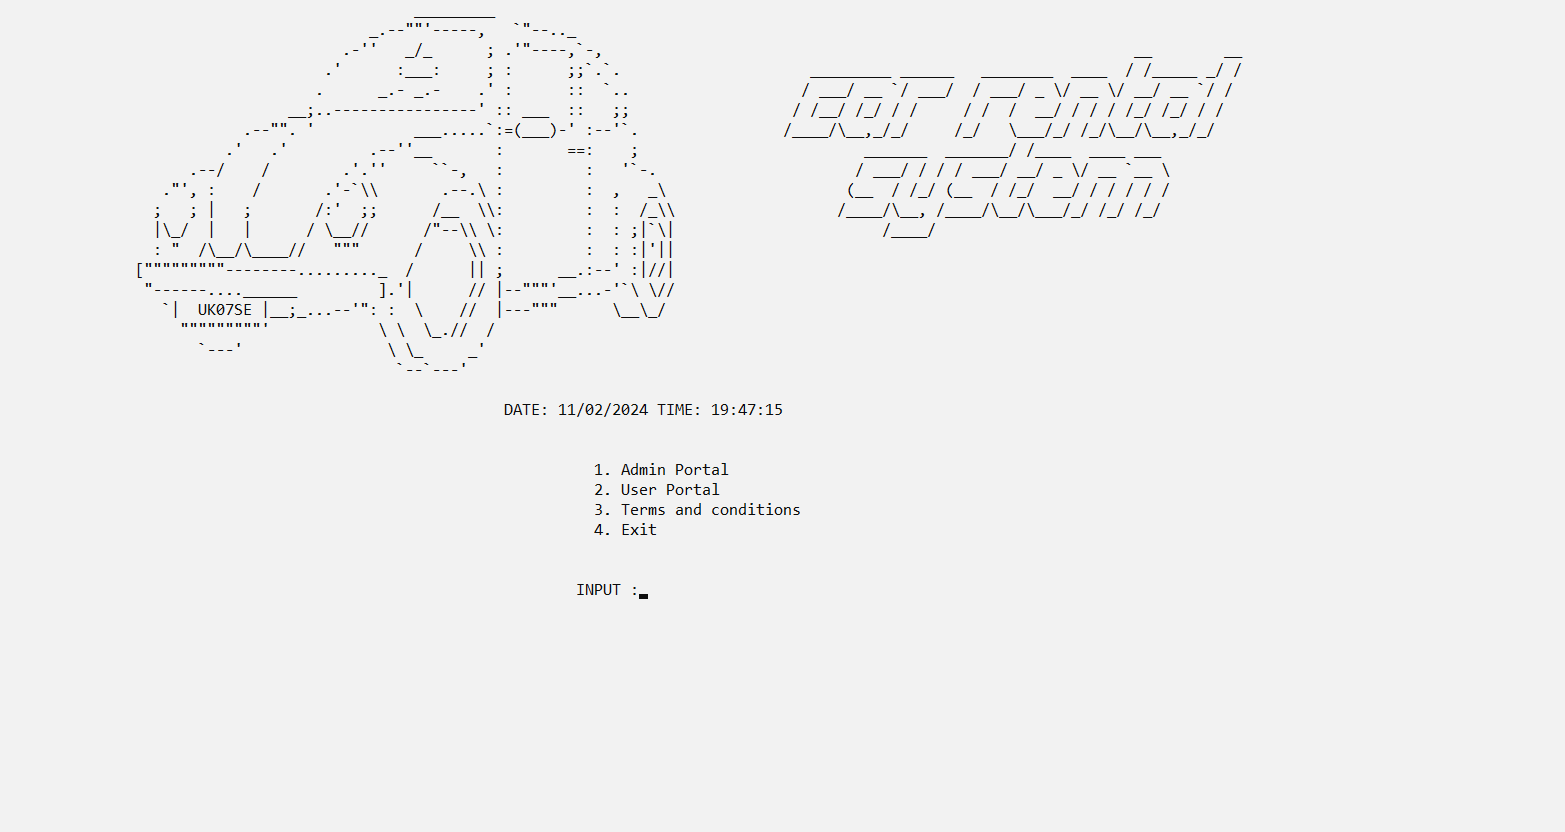 car rental
system
UK07SE
DATE: 11/02/2024 TIME: 19:47:15
1. Admin Portal
2. User Portal
3. Terms and conditions
4. Exit
INPUT :